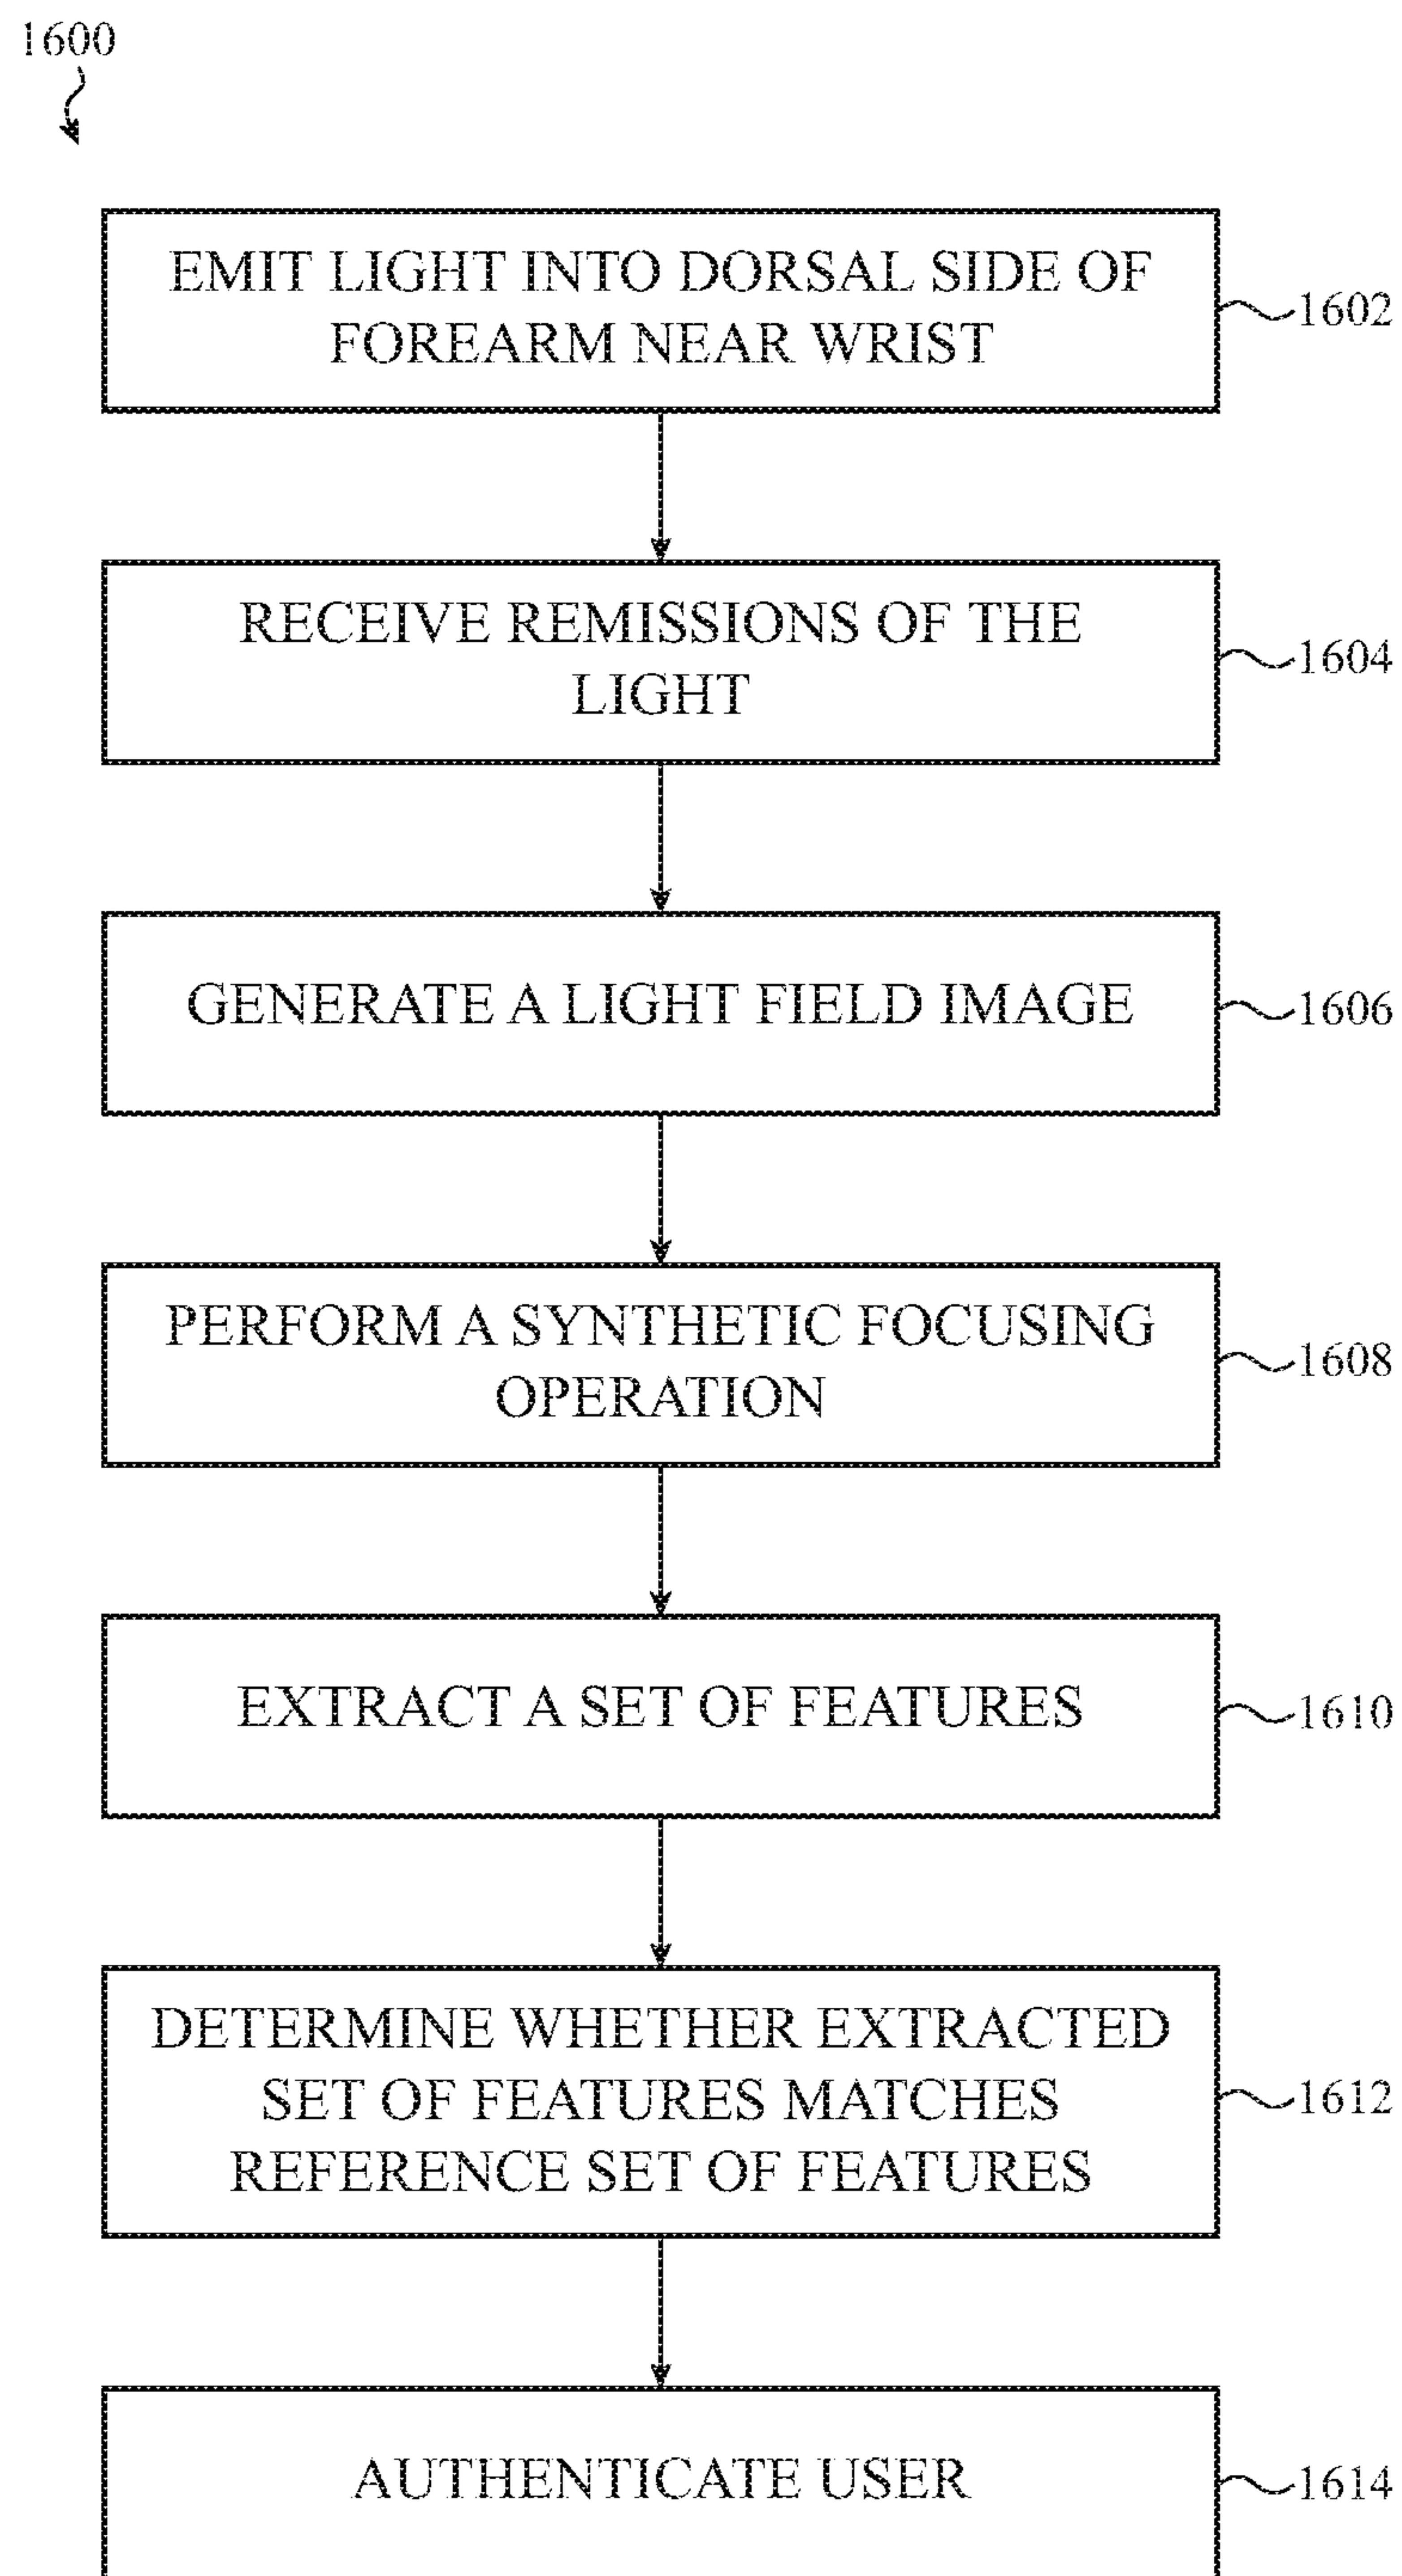 1600
EMIT LIGHT INTO DORSAL SIDE OF
FOREARM NEAR WRIST
1602
RECEIVE REMISSIONS OF THE
LIGHT
1604
GENERATE A LIGHT FIELD IMAGE
1606
PERFORM A SYNTHETIC FOCUSING
OPERATION
1608
EXTRACT A SET OF FEATURES
1610
DETERMINE WHETHER EXTRACTED
SET OF FEATURES MATCHES
REFERENCE SET OF FEATURES
1612
AUTHENTICATE USER
1614